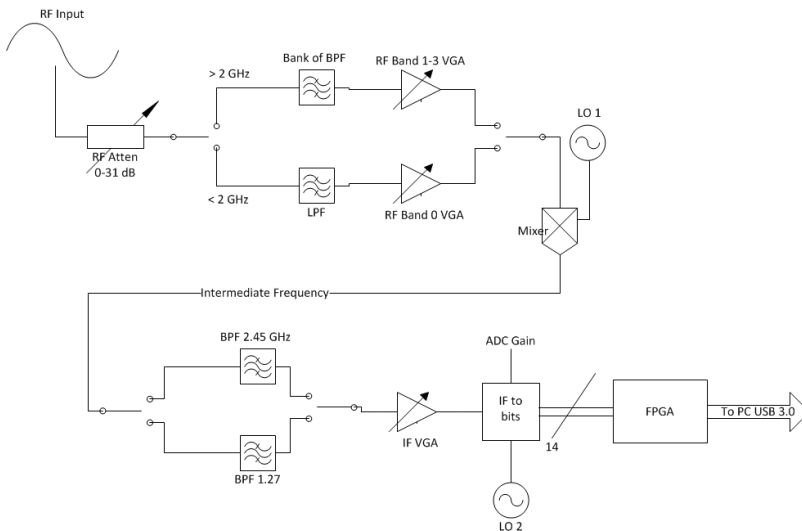 RF Input
> 2 GHz
Bank of BPF
RF Band 1-3 VGA
LO 1
RF Atten
0-31 dB
< 2 GHz
LPF
RF Band 0 VGA
Mixer
Intermediate Frequency
BPF 2.45 GHz
ADC Gain
IF to
bits
FPGA
To PC USB 3.0
IF VGA
14
BPF 1.27
LO 2